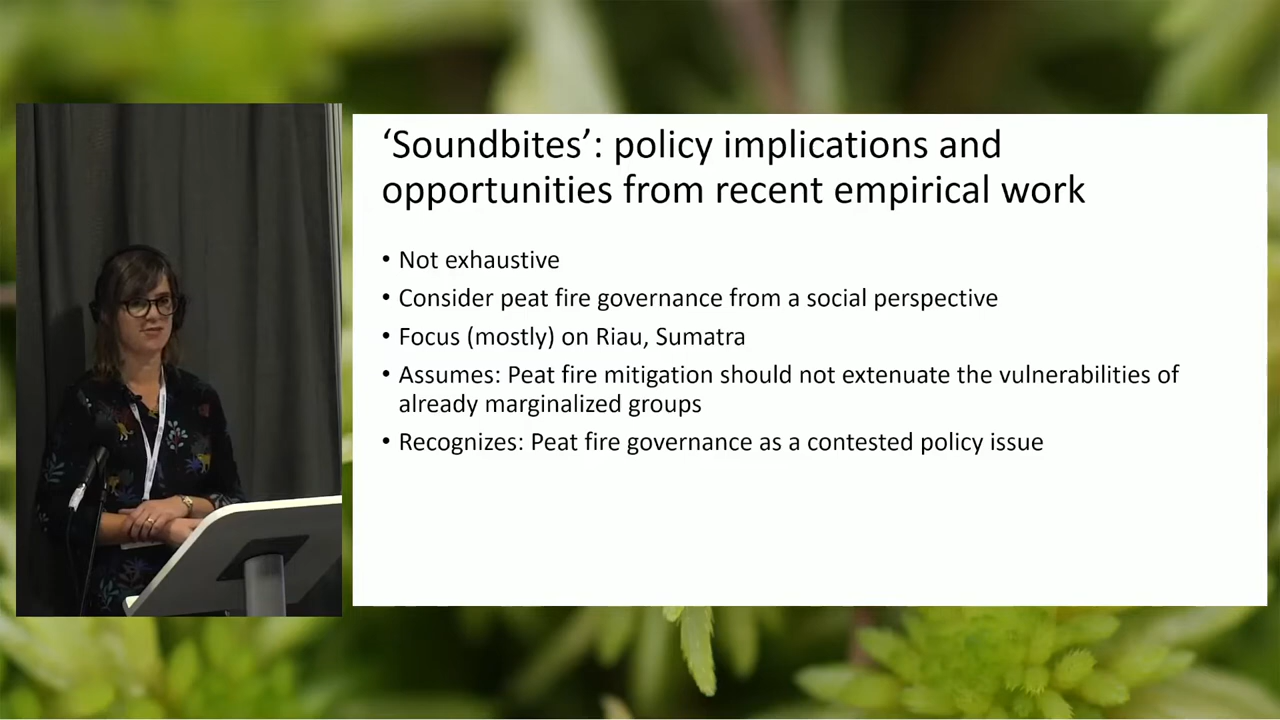 ‘Soundbites’: policy implications and
opportunities from recent empirical work
• Not exhaustive
• Consider peat fire governance from a social perspective
• Focus (mostly) on Riau, Sumatra
• Assumes: Peat fire mitigation should not extenuate the vulnerabilities of
already marginalized groups
• Recognizes: Peat fire governance as a contested policy issue